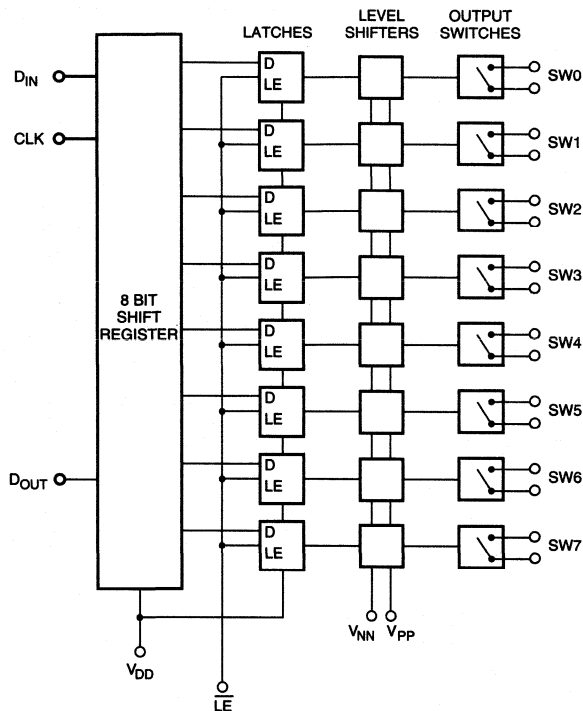 LATCHES
LEVEL
SHIFTERS
OUTPUT
SWITCHES
DIN
CLK
8 BIT
SHIFT
REGISTER
DOUT
D
LE
SW0
D
LE
SW1
D
LE
SW2
D
LE
SW3
D
LE
SW4
D
LE
SW5
D
LE
SW6
D
LE
SW7
VNN VPP
VDD
LE